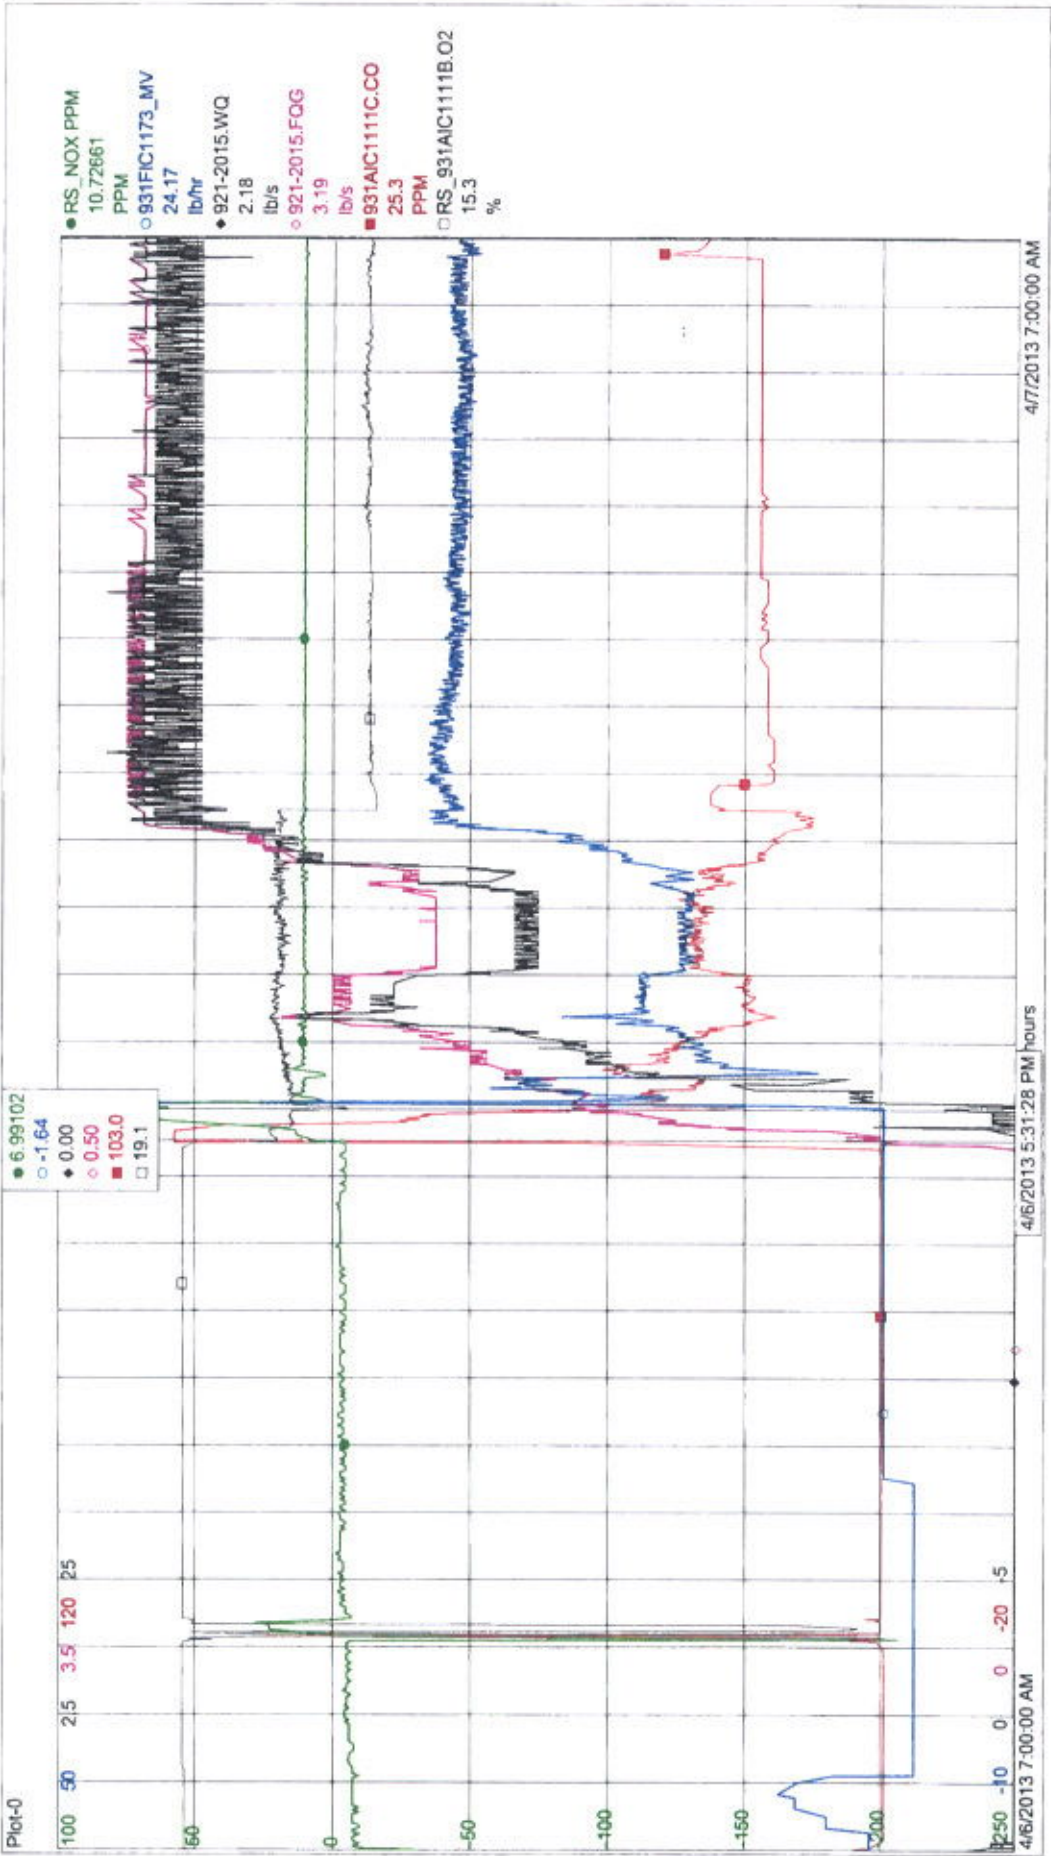 Plot-0
100 50 2.5 3.5 120 25
50
0
-50
-100
-150
-200
-250 -10 0 0 -20 -5
4/6/2013 7:00:00 AM
4/6/2013 5:31:28 PM hours
4/7/2013 7:00:00 AM
6.99102
-1.64
0.00
0.50
103.0
19.1
RS_NOX PPM
10.72661
PPM
931FIC1173_MV
24.17
lb/hr
921-2015.WQ
2.18
lb/s
921-2015.FQG
3.19
lb/s
931AIC1111C.CO
25.3
PPM
RS_931AIC1111B.O2
15.3
%